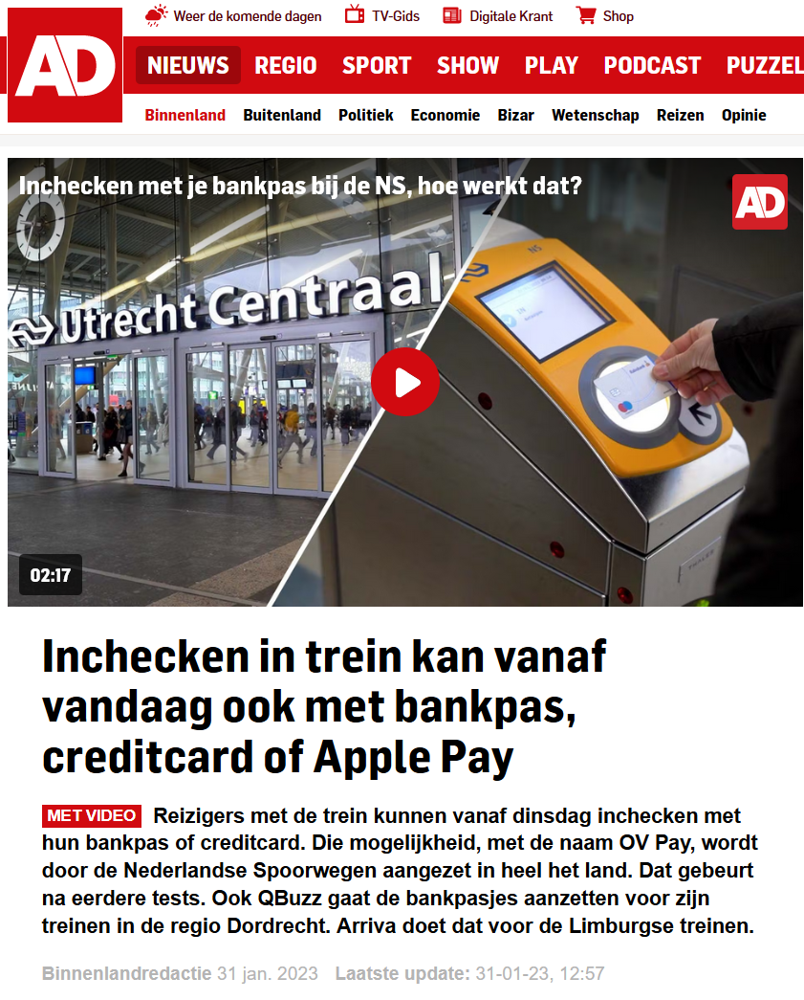 Weer de komende dagen TV-Gids Digitale Krant Shop
AD
NIEUWS REGIO SPORT SHOW PLAY PODCAST PUZZEL
Binnenland Buitenland Politiek Economie Bizar Wetenschap Reizen Opinie
Inchecken met je bankpas bij de NS, hoe werkt dat?
AD
NS
Utrecht Centraal
02:17
THALES
Inchecken in trein kan vanaf
vandaag ook met bankpas,
creditcard of Apple Pay
MET VIDEO Reizigers met de trein kunnen vanaf dinsdag inchecken met
hun bankpas of creditcard. Die mogelijkheid, met de naam OV Pay, wordt
door de Nederlandse Spoorwegen aangezet in heel het land. Dat gebeurt
na eerdere tests. Ook QBuzz gaat de bankpasjes aanzetten voor zijn
treinen in de regio Dordrecht. Arriva doet dat voor de Limburgse treinen.
Binnenlandredactie 31 jan. 2023 Laatste update: 31-01-23, 12:57